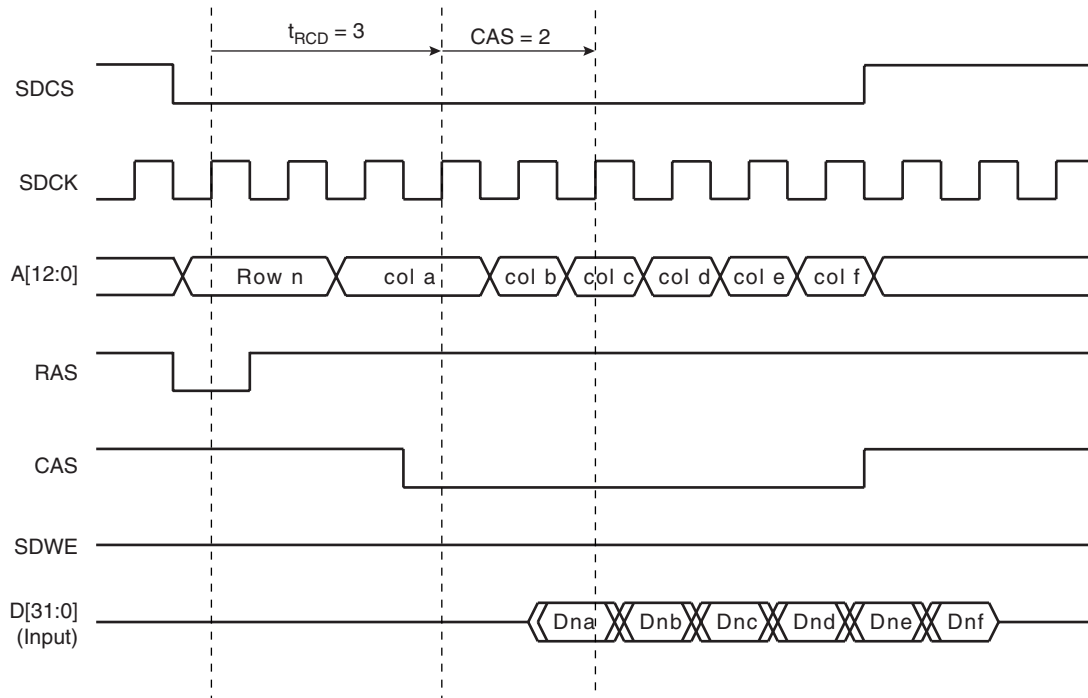 tRCD = 3
CAS = 2
SDCS
SDCK
A[12:0]
Row n
col a
col b
col c
col d
col e
col f
RAS
CAS
SDWE
D[31:0]
(Input)
Dna
Dnb
Dnc
Dnd
Dne
Dnf